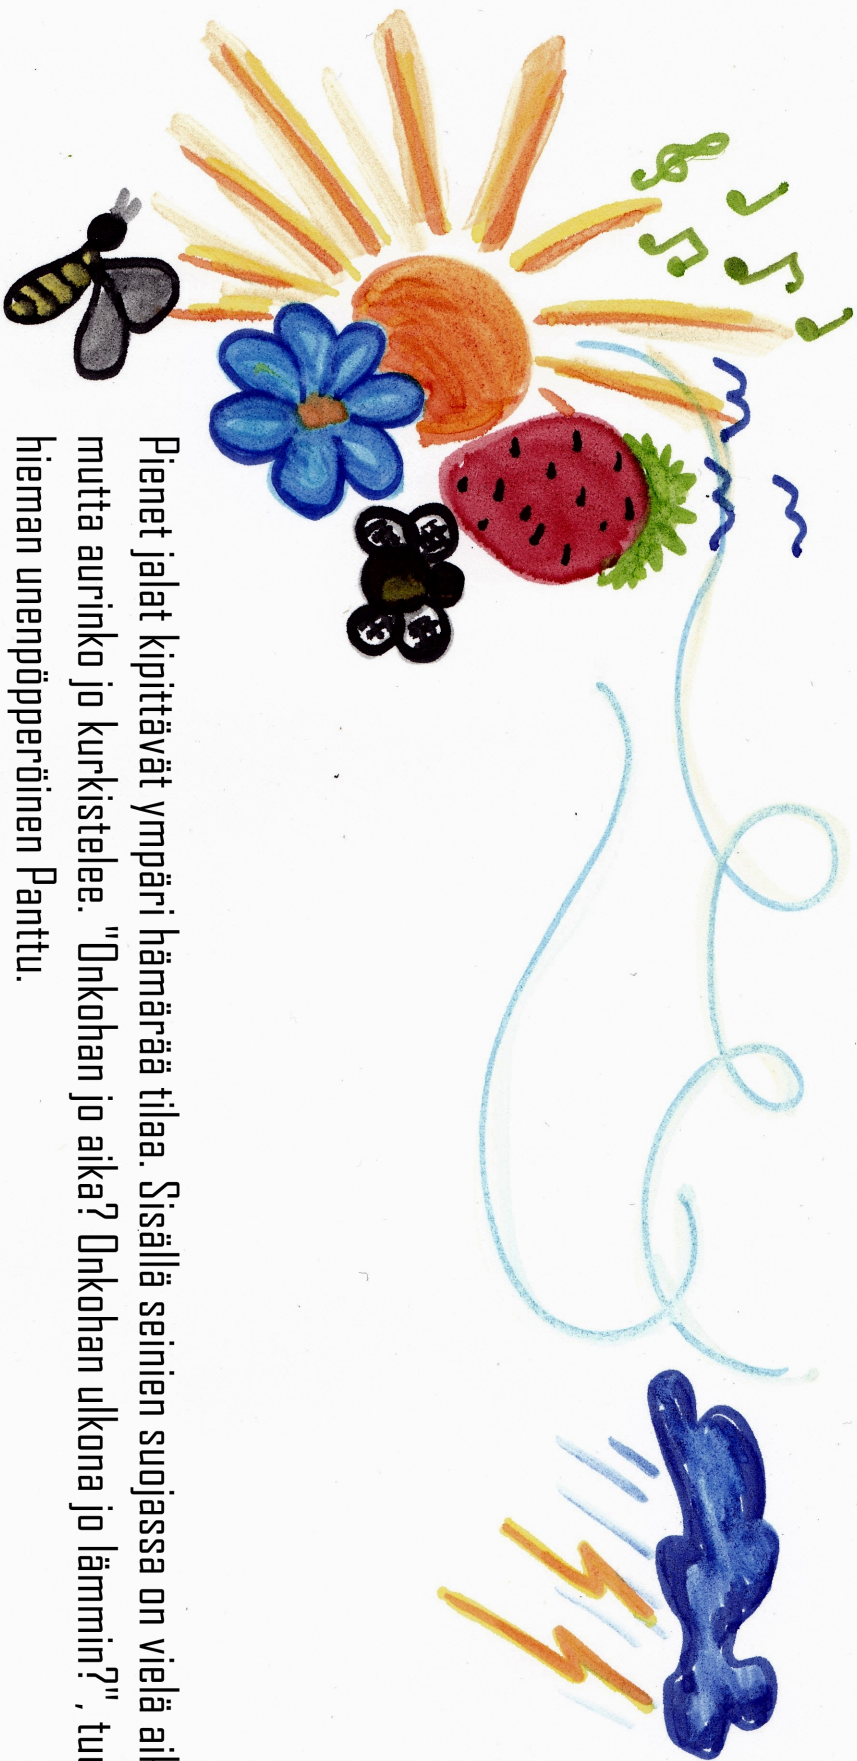 Pienet jalat kipittävät ympäri hämärää tilaa. Sisällä seinien suojassa on vielä
mutta aurinko jo kurkistelee. "Onkohan jo aika? Onkohan ulkona jo lämmin?",
hieman unenpöpperöinen Panttu.